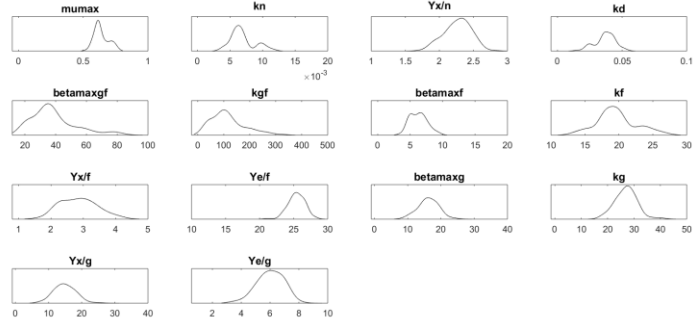 mumax
kn
Yx/n
kd
0 0.5 1
0 5 10 15 20
×10-3
1 1.5 2 2.5 3
0 0.05 0.1
betamaxgf
kgf
betamaxf
kf
20 40 60 80 100
0 100 200 300 400 500
0 5 10 15 20
10 15 20 25 30
Yx/f
Ye/f
betamaxg
kg
1 2 3 4 5
10 15 20 25 30
0 10 20 30 40
0 10 20 30 40 50
Yx/g
Ye/g
0 10 20 30 40
0 2 4 6 8 10